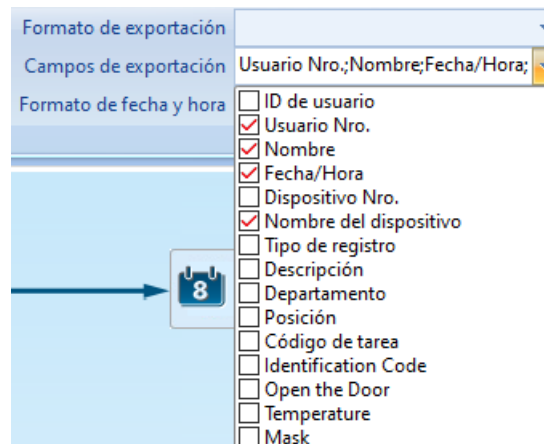 Formato de exportación
Campos de exportación Usuario Nro.;Nombre;Fecha/Hora;
Formato de fecha y hora
ID de usuario
Usuario Nro.
Nombre
Fecha/Hora
Dispositivo Nro.
Nombre del dispositivo
Tipo de registro
Descripción
Departamento
Posición
Código de tarea
Identification Code
Open the Door
Temperature
Mask
8